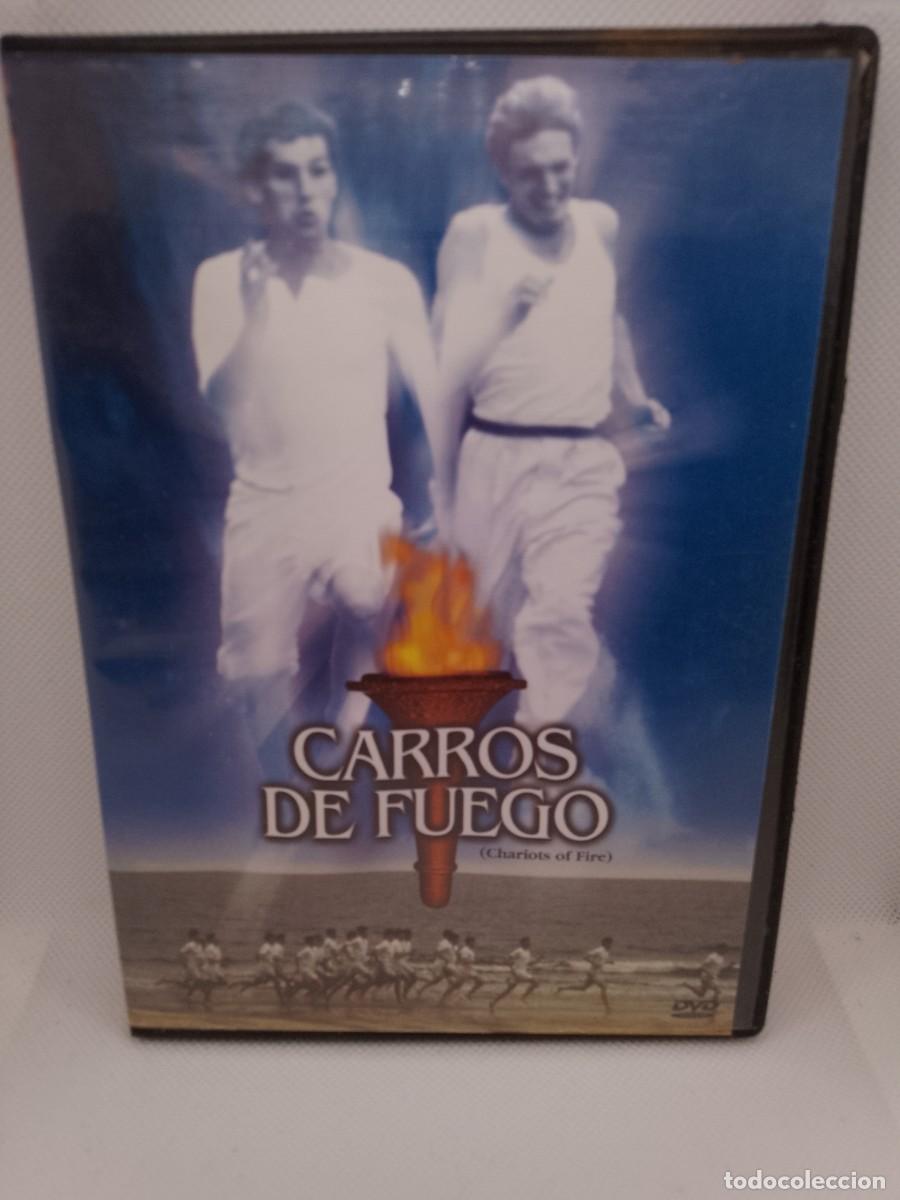 CARROS
DE FUEGO
(Chariots of Fire)
DVD
todocoleccion